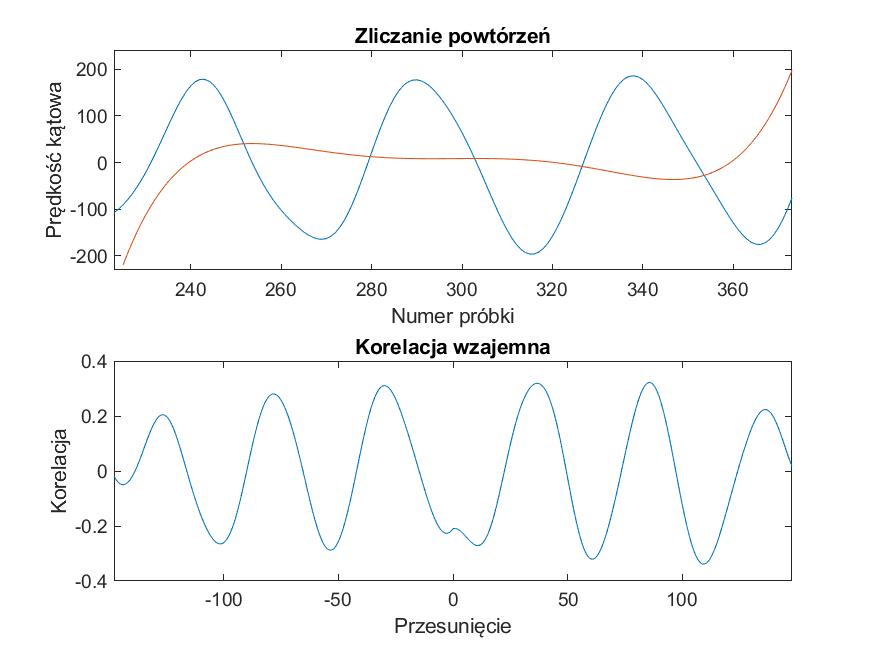 Zliczanie powtórzeń
Prędkość kątowa
200
100
0
-100
-200
240 260 280 300 320 340 360
Numer próbki
Korelacja wzajemna
Korelacja
0.4
0.2
0
-0.2
-0.4
-100 -50 0 50 100
Przesunięcie